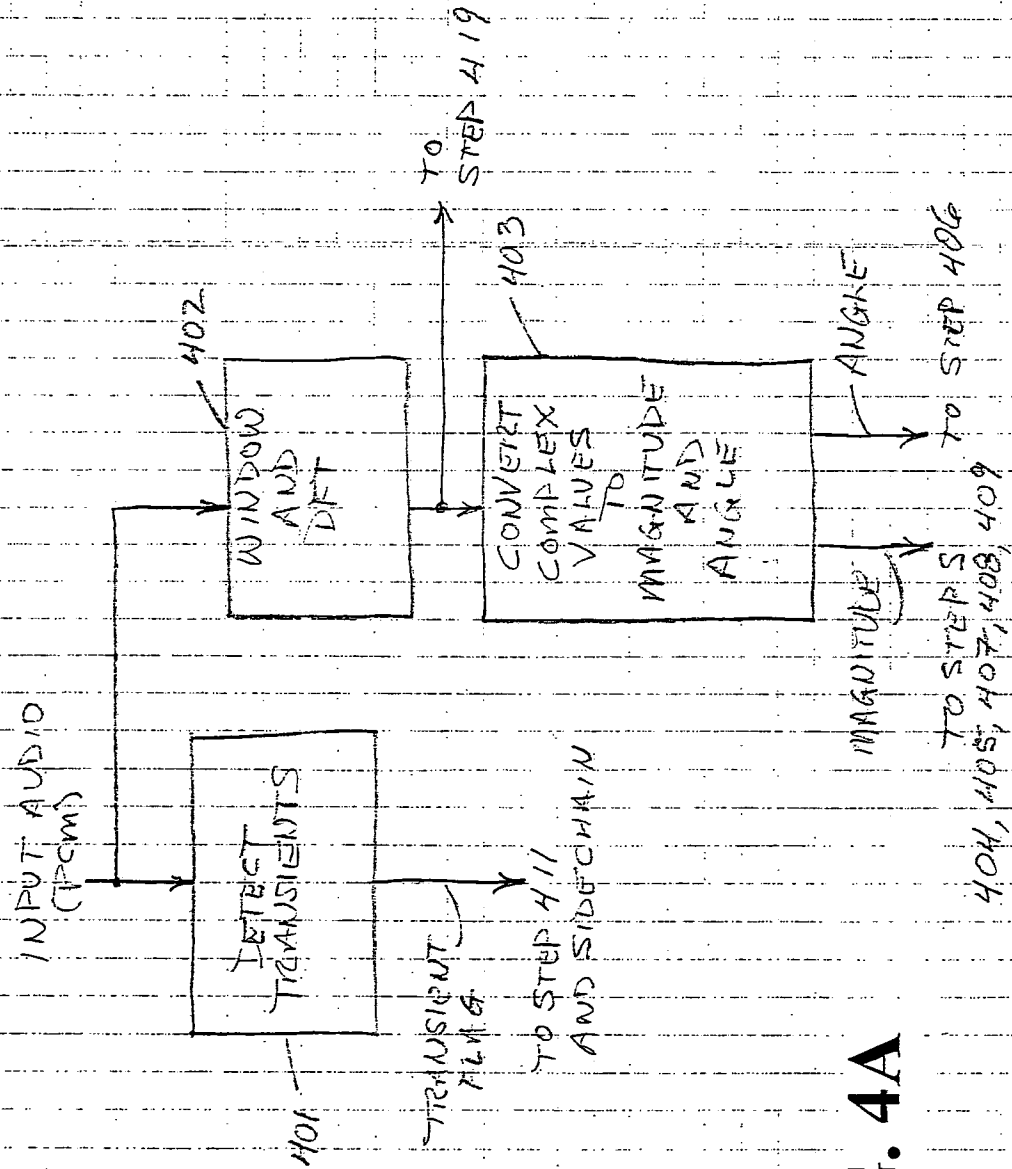 INPUT AUDIO
(PCM)
401
DETECT
TRANSIENTS
TRANSIENT
FLAG
TO STEP 411
AND SIDECHAIN
402
WINDOW
AND
DFT
TO
STEP 419
403
CONVERT
COMPLEX
VALUES
TO
MAGNITUDE
AND
ANGLE
MAGNITUDE
TO STEPS
404, 405, 407, 408, 409
ANGLE
TO STEP 406
. 4A